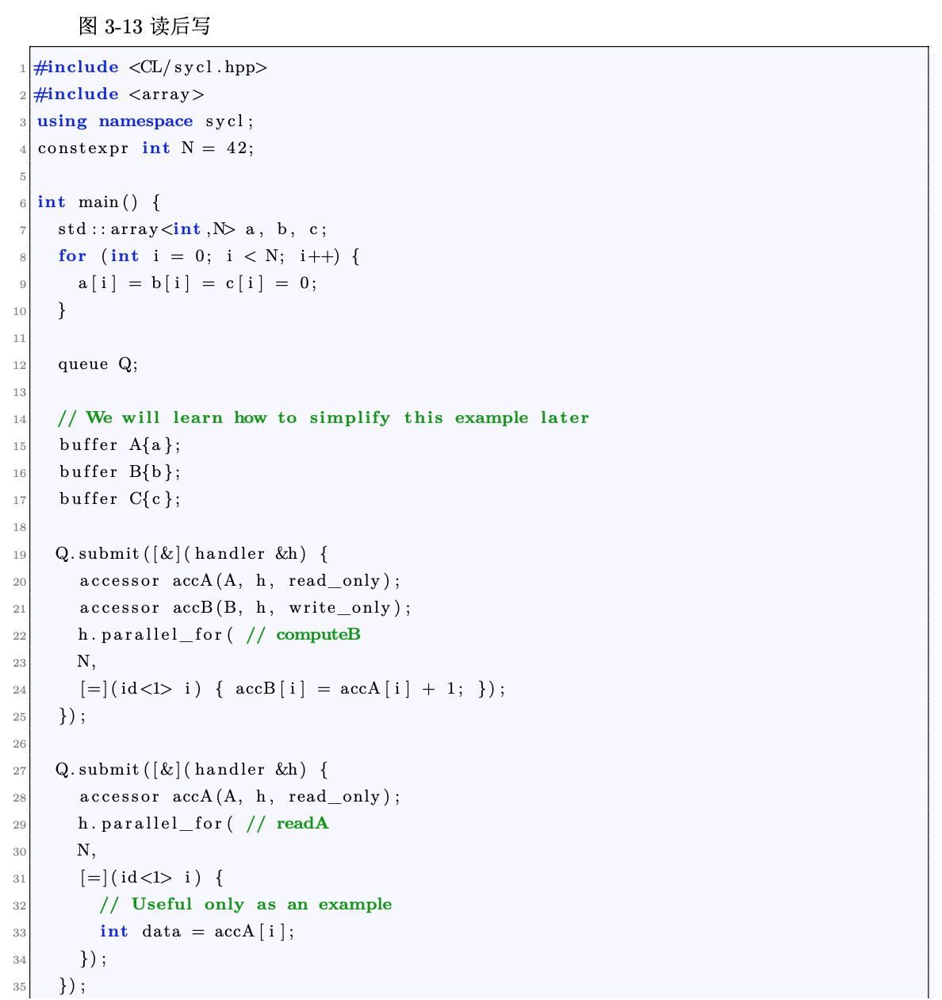 图 3-13 读后写
1 #include <CL/sycl.hpp>
2 #include <array>
3 using namespace sycl;
4 constexpr int N = 42;
5
6 int main() {
7   std::array<int,N> a, b, c;
8   for (int i = 0; i < N; i++) {
9     a[i] = b[i] = c[i] = 0;
10   }
11
12   queue Q;
13
14   // We will learn how to simplify this example later
15   buffer A{a};
16   buffer B{b};
17   buffer C{c};
18
19   Q.submit([&](handler &h) {
20     accessor accA(A, h, read_only);
21     accessor accB(B, h, write_only);
22     h.parallel_for( // computeB
23     N,
24     [=](id<1> i) { accB[i] = accA[i] + 1; });
25   });
26
27   Q.submit([&](handler &h) {
28     accessor accA(A, h, read_only);
29     h.parallel_for( // readA
30     N,
31     [=](id<1> i) {
32       // Useful only as an example
33       int data = accA[i];
34     });
35   });